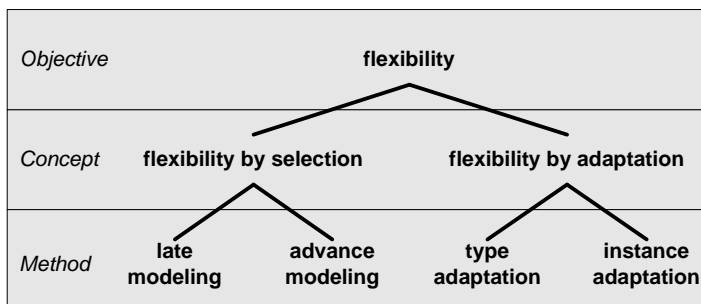 Objective flexibility
Concept flexibility by selection flexibility by adaptation
late advance type instance
Method modeling modeling adaptation adaptation